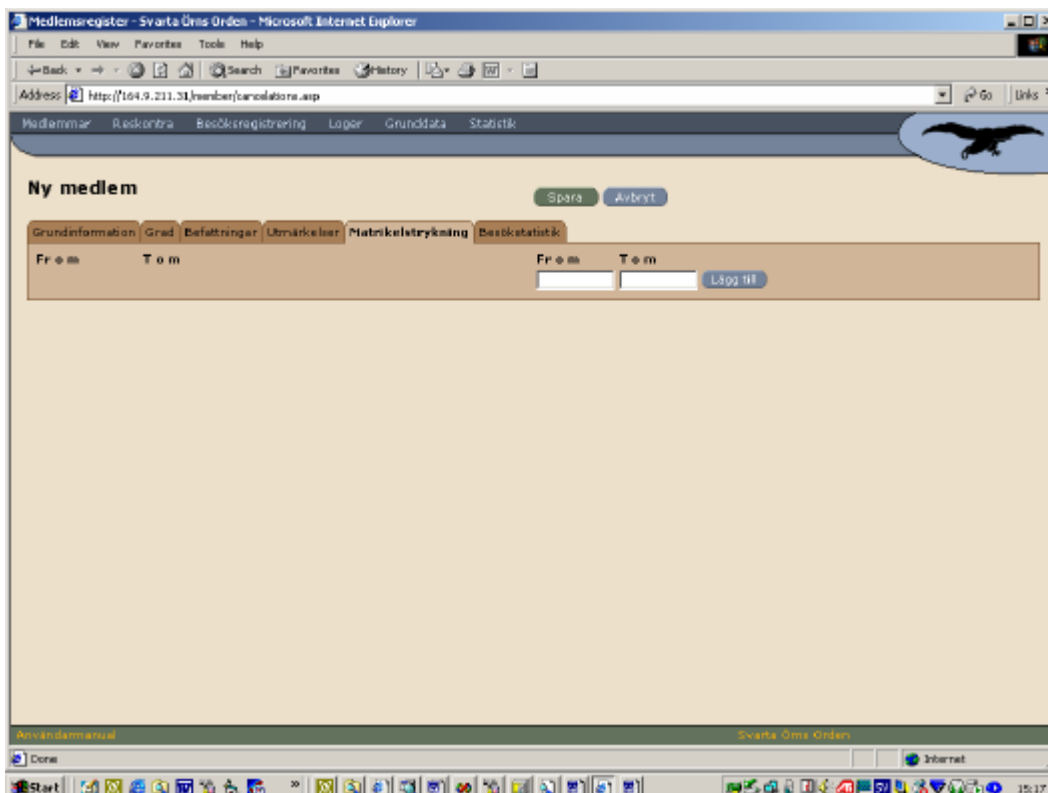 Medlemsregister - Svarta Örns Orden - Microsoft Internet Explorer
File Edit View Favorites Tools Help
Back Search Favorites History
Address http://164.9.211.31/member/cancelations.asp Go Links
Medlemmar Reskontra Besöksregistrering Loger Grunddata Statistik
Ny medlem
Spara Avbryt
Grundinformation Grad Befattningar Utmärkelser Matrikelstrykning Besökstatistik
From Tom From Tom
Lägg till
Användarmanual Svarta Örns Orden
Done Internet
Start 15:17